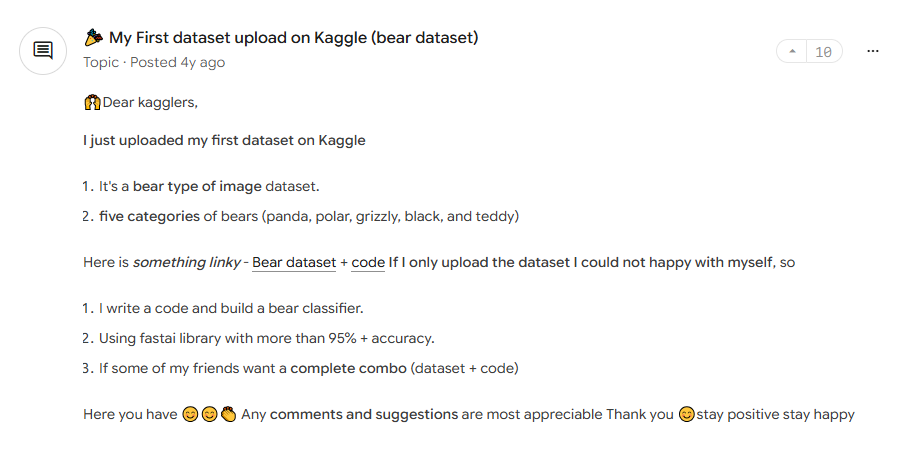 🎉 My First dataset upload on Kaggle (bear dataset)
Topic · Posted 4y ago
10
🙌Dear kagglers,
I just uploaded my first dataset on Kaggle
1. It's a bear type of image dataset.
2. five categories of bears (panda, polar, grizzly, black, and teddy)
Here is something linky - Bear dataset + code If I only upload the dataset I could not happy with myself, so
1. I write a code and build a bear classifier.
2. Using fastai library with more than 95% + accuracy.
3. If some of my friends want a complete combo (dataset + code)
Here you have 😊😊👏 Any comments and suggestions are most appreciable Thank you 😊stay positive stay happy